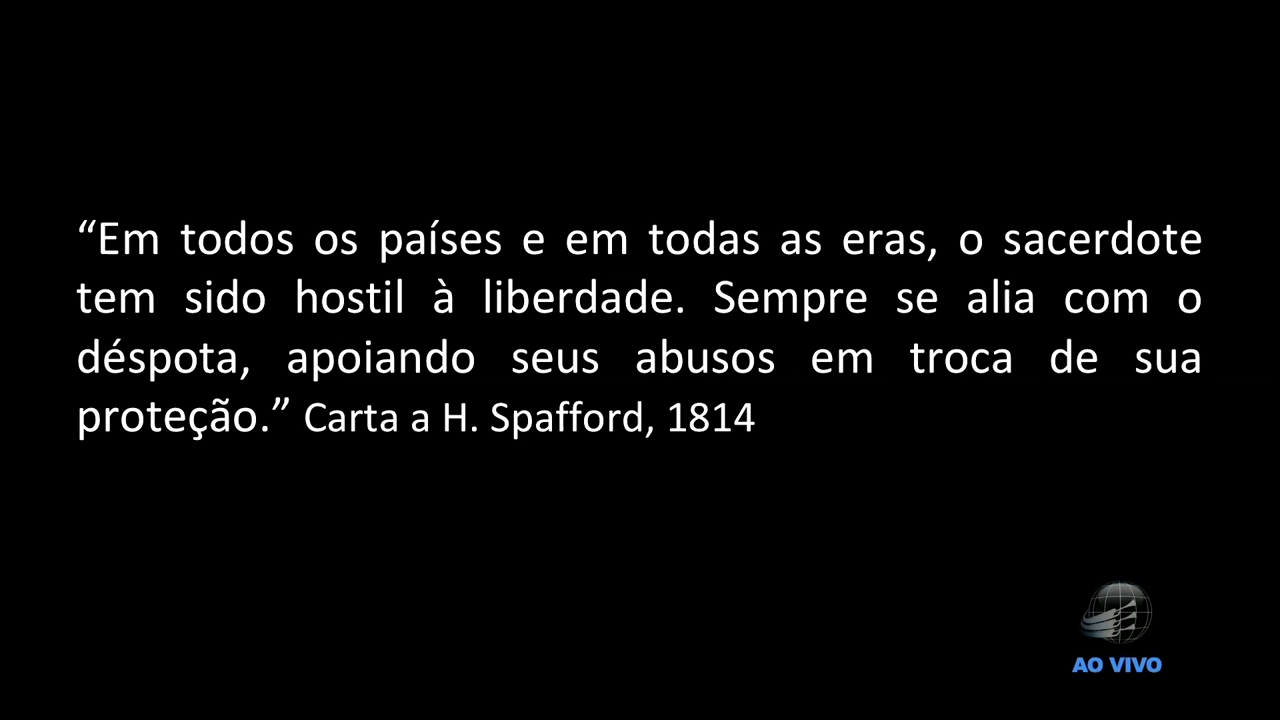 “Em todos os países e em todas as eras, o sacerdote
tem sido hostil à liberdade. Sempre se alia com o
déspota, apoiando seus abusos em troca de sua
proteção.” Carta a H. Spafford, 1814
AO VIVO